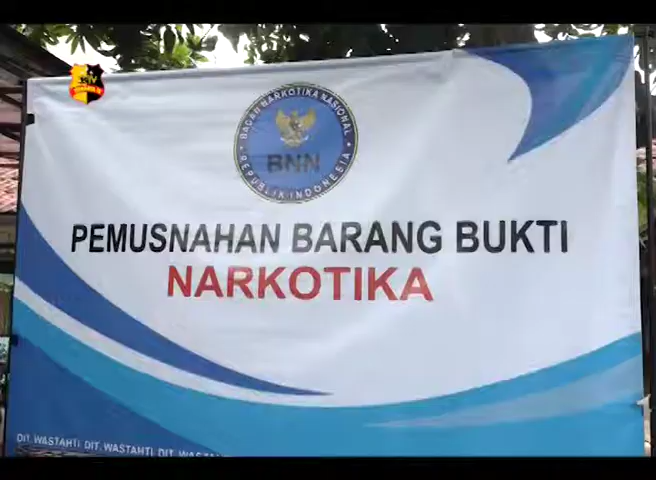 BADAN NARKOTIKA NASIONAL
BNN
REPUBLIK INDONESIA
PEMUSNAHAN BARANG BUKTI
NARKOTIKA
DIT. WASTAHTI DIT. WASTAHTI DIT. WASTAHTI